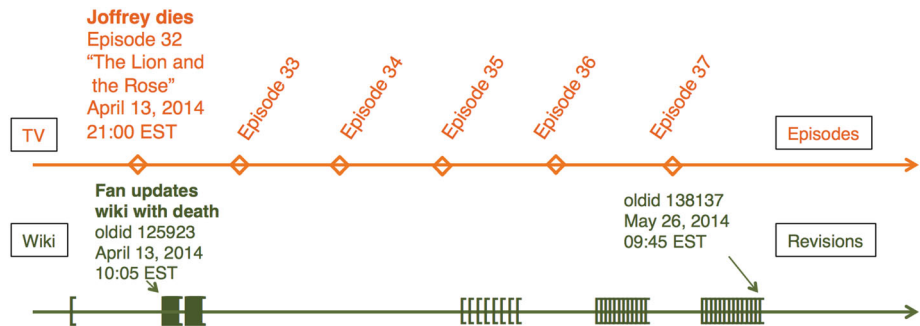 Joffrey dies
Episode 32
“The Lion and
the Rose”
April 13, 2014
21:00 EST
Episode 33
Episode 34
Episode 35
Episode 36
Episode 37
TV
Episodes
Fan updates
wiki with death
oldid 125923
April 13, 2014
10:05 EST
oldid 138137
May 26, 2014
09:45 EST
Wiki
Revisions